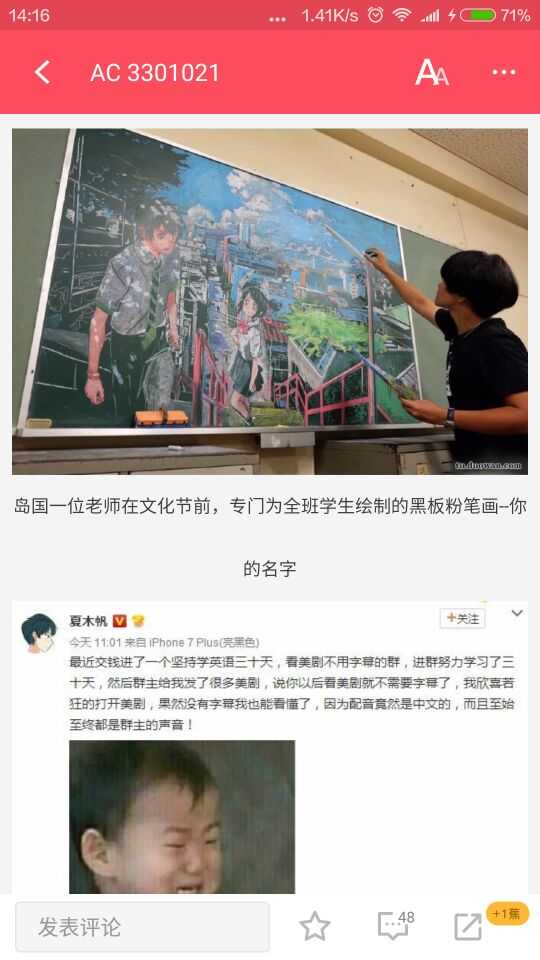 14:16
... 1.41K/s 71%
AC 3301021
AA
...
tu.duowan.com
岛国一位老师在文化节前，专门为全班学生绘制的黑板粉笔画--你
的名字
夏木帆 V
+关注
今天 11:01 来自 iPhone 7 Plus(亮黑色)
最近交钱进了一个坚持学英语三十天，看美剧不用字幕的群，进群努力学习了三
十天，然后群主给我发了很多美剧，说你以后看美剧就不需要字幕了，我欣喜若
狂的打开美剧，果然没有字幕我也能看懂了，因为配音竟然是中文的，而且至始
至终都是群主的声音！
发表评论
48
+1蕉